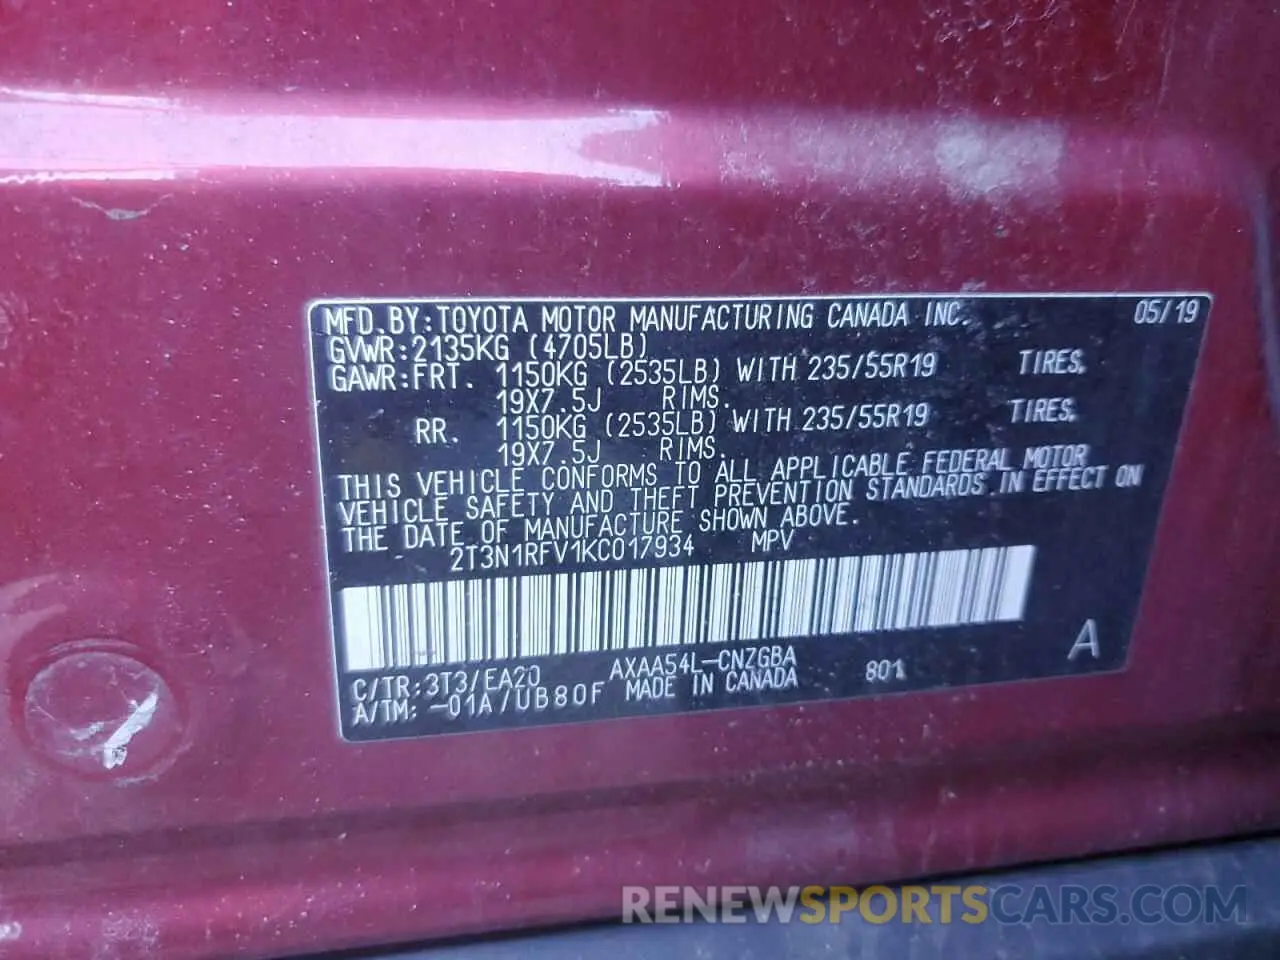 MFD.BY:TOYOTA MOTOR MANUFACTURING CANADA INC. 05/19
GVWR:2135KG (4705LB)
GAWR:FRT. 1150KG (2535LB) WITH 235/55R19 TIRES,
19X7.5J RIMS.
RR. 1150KG (2535LB) WITH 235/55R19 TIRES,
19X7.5J RIMS.
THIS VEHICLE CONFORMS TO ALL APPLICABLE FEDERAL MOTOR
VEHICLE SAFETY AND THEFT PREVENTION STANDARDS IN EFFECT ON
THE DATE OF MANUFACTURE SHOWN ABOVE.
2T3N1RFV1KC017934 MPV
C/TR:3T3/EA20 AXAA54L-CNZGBA 801 A
A/TM:-01A/UB80F MADE IN CANADA
RENEWSPORTSCARS.COM